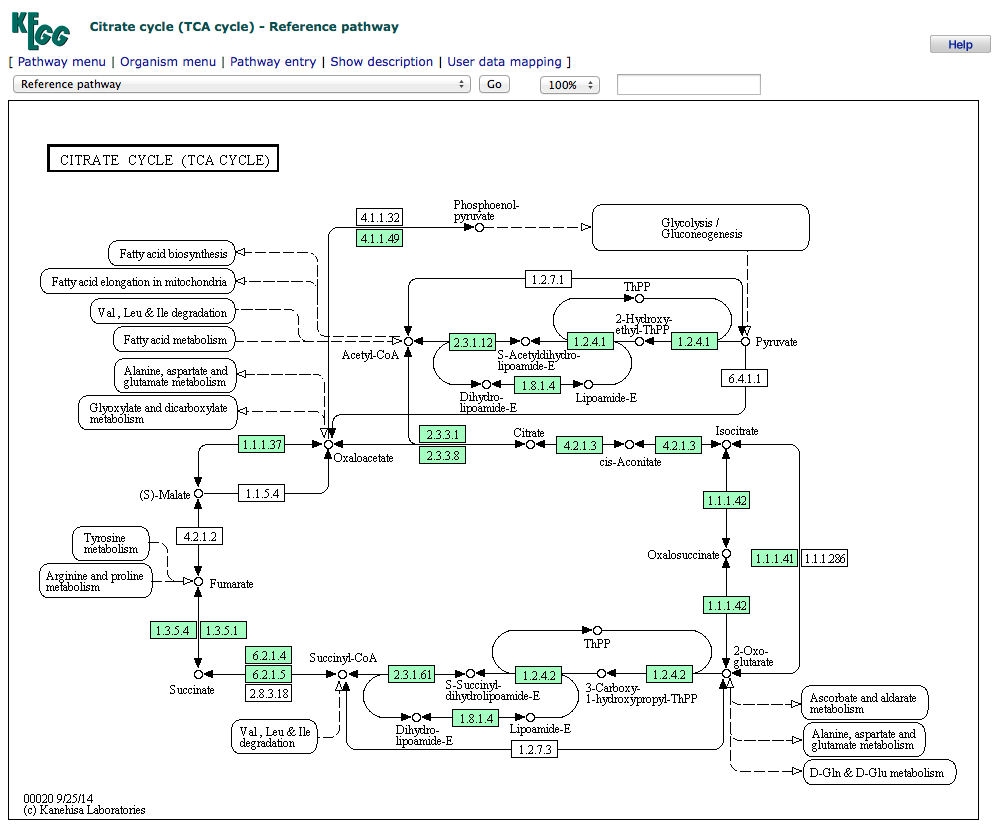 KEGG
Citrate cycle (TCA cycle) - Reference pathway
Help
[ Pathway menu | Organism menu | Pathway entry | Show description | User data mapping ]
Reference pathway
Go
100%
CITRATE CYCLE (TCA CYCLE)
Phosphoenol-
pyruvate
4.1.1.32
4.1.1.49
Glycolysis /
Gluconeogenesis
Fatty acid biosynthesis
Fatty acid elongation in mitochondria
Val , Leu & Ile degradation
Fatty acid metabolism
Alanine, aspartate and
glutamate metabolism
Glyoxylate and dicarboxylate
metabolism
1.2.7.1
ThPP
2-Hydroxy-
ethyl-ThPP
Acetyl-CoA
2.3.1.12
S-Acetyldihydro-
lipoamide-E
1.2.4.1
1.2.4.1
Pyruvate
6.4.1.1
1.8.1.4
Dihydro-
lipoamide-E
Lipoamide-E
1.1.1.37
Oxaloacetate
2.3.3.1
2.3.3.8
Citrate
4.2.1.3
cis-Aconitate
4.2.1.3
Isocitrate
(S)-Malate
1.1.5.4
1.1.1.42
4.2.1.2
Tyrosine
metabolism
Arginine and proline
metabolism
Fumarate
Oxalosuccinate
1.1.1.41
1.1.1.286
1.1.1.42
1.3.5.4
1.3.5.1
ThPP
6.2.1.4
6.2.1.5
2.8.3.18
Succinate
Succinyl-CoA
2.3.1.61
S-Succinyl-
dihydrolipoamide-E
1.2.4.2
3-Carboxy-
1-hydroxypropyl-ThPP
1.2.4.2
2-Oxo-
glutarate
1.8.1.4
Dihydro-
lipoamide-E
Lipoamide-E
1.2.7.3
Val , Leu & Ile
degradation
Ascorbate and aldarate
metabolism
Alanine, aspartate and
glutamate metabolism
D-Gln & D-Glu metabolism
00020 9/25/14
(c) Kanehisa Laboratories